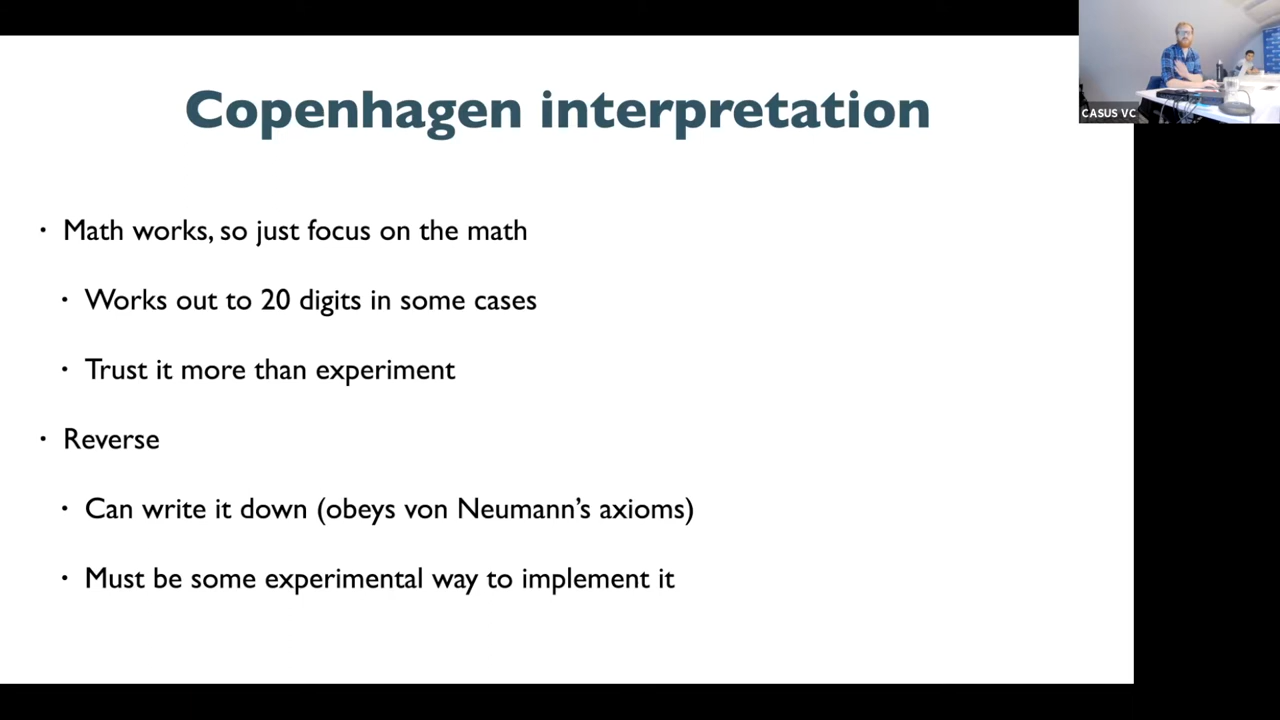 Copenhagen interpretation
CASUS VC
• Math works, so just focus on the math
• Works out to 20 digits in some cases
• Trust it more than experiment
• Reverse
• Can write it down (obeys von Neumann’s axioms)
• Must be some experimental way to implement it